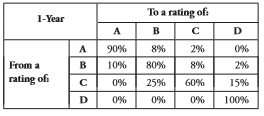 1-Year To a rating of:
A B C D
From a rating of: A 90% 8% 2% 0%
B 10% 80% 8% 2%
C 0% 25% 60% 15%
D 0% 0% 0% 100%